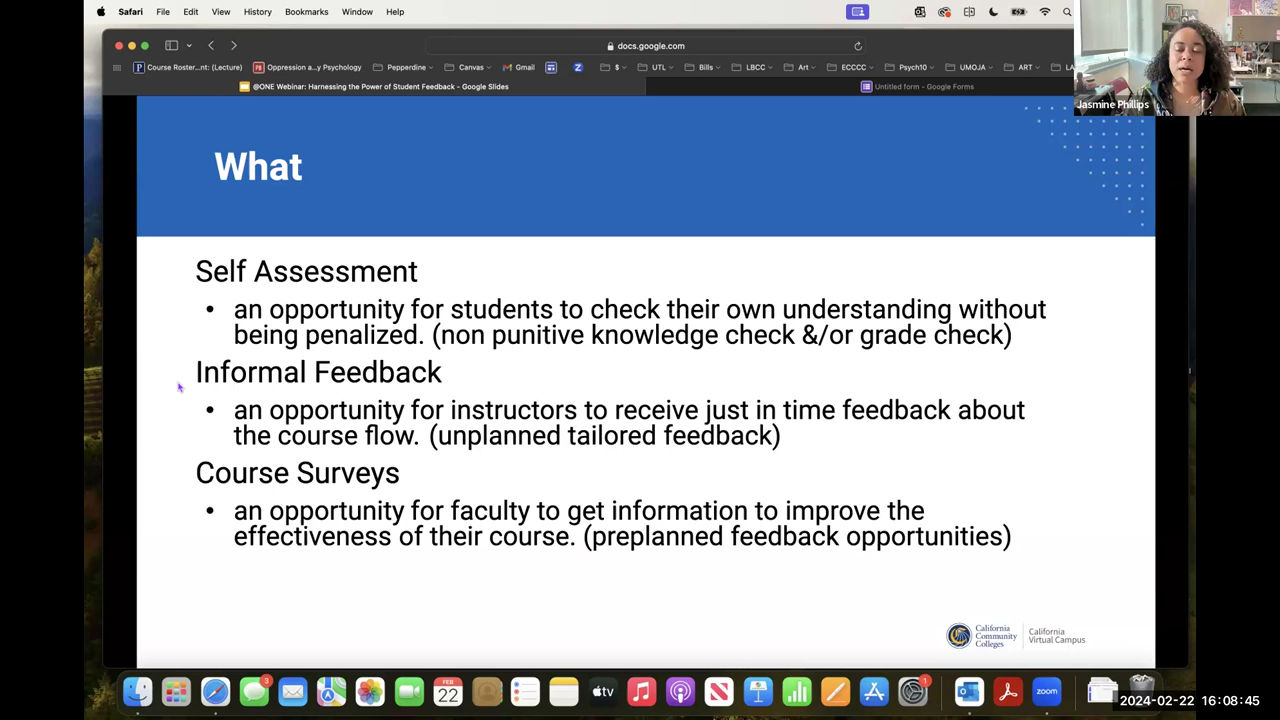 Safari File Edit View History Bookmarks Window Help
docs.google.com
Course Roster...nt: (Lecture) Oppression a...y Psychology Pepperdine Canvas Gmail $ UTL Bills LBCC Art ECCCC Psych10 UMOJA ART
@ONE Webinar: Harnessing the Power of Student Feedback - Google Slides
Untitled form - Google Forms
Jasmine Phillips
What
Self Assessment
• an opportunity for students to check their own understanding without
being penalized. (non punitive knowledge check &/or grade check)
Informal Feedback
• an opportunity for instructors to receive just in time feedback about
the course flow. (unplanned tailored feedback)
Course Surveys
• an opportunity for faculty to get information to improve the
effectiveness of their course. (preplanned feedback opportunities)
California
Community
Colleges
California
Virtual Campus
3
FEB
22
tv
1
zoom
2024-02-22 16:08:45